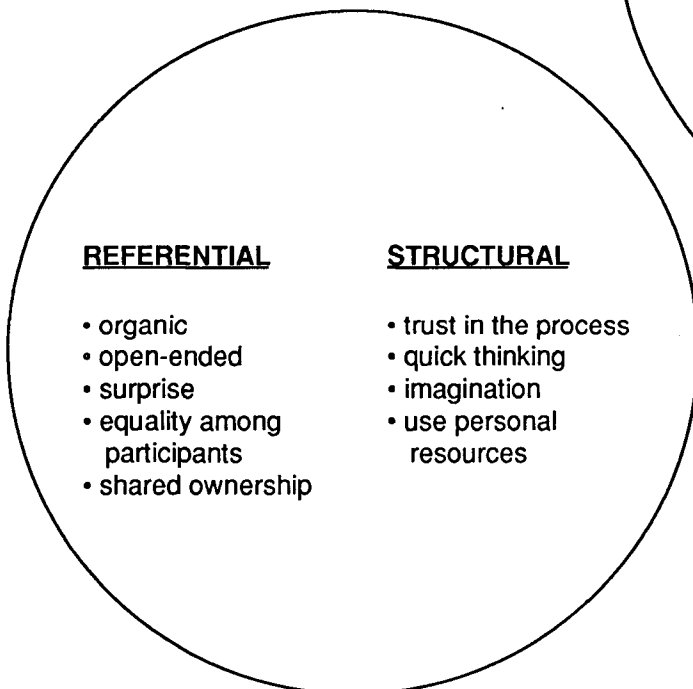 REFERENTIAL
• organic
• open-ended
• surprise
• equality among
participants
• shared ownership
STRUCTURAL
• trust in the process
• quick thinking
• imagination
• use personal
resources